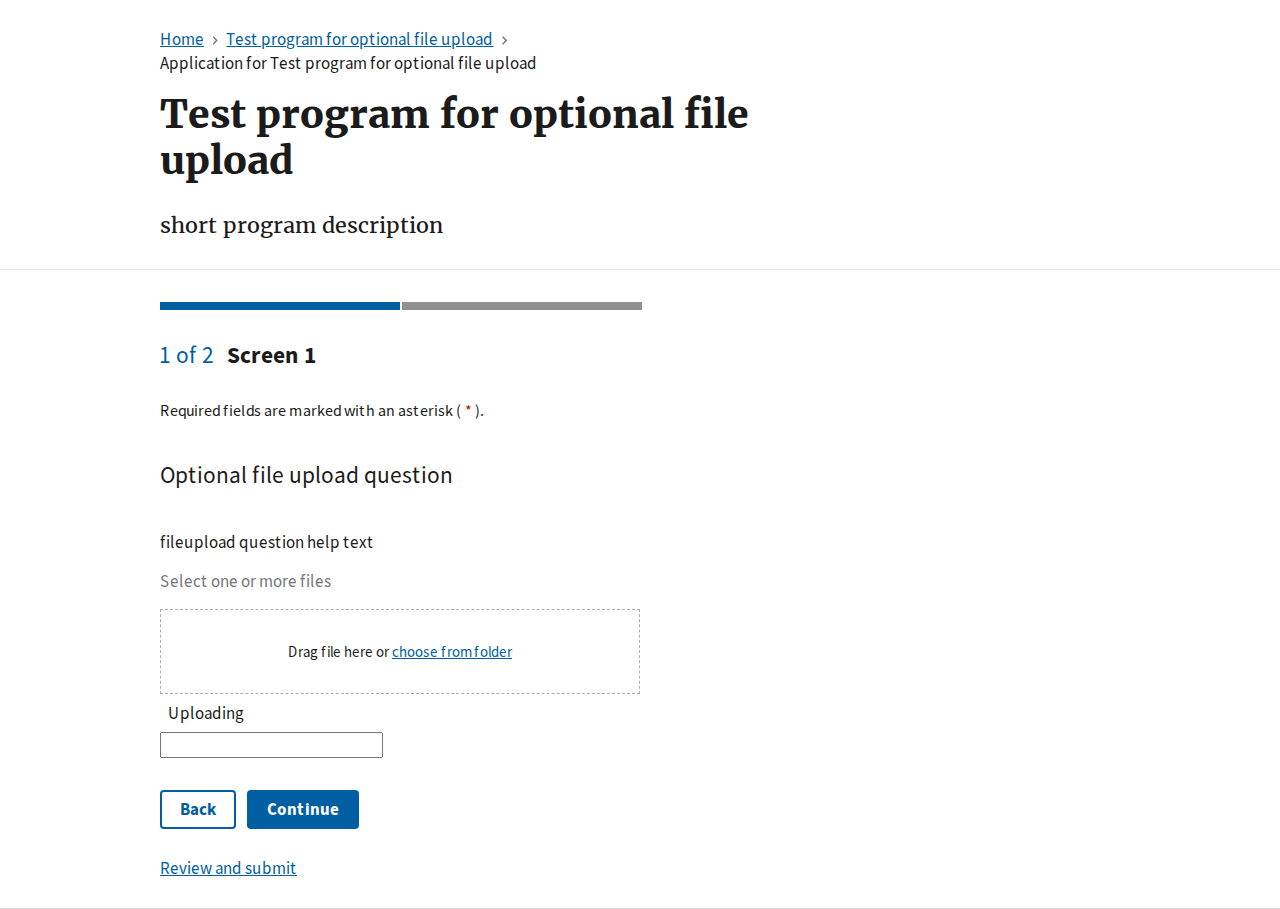 Home > Test program for optional file upload >
Application for Test program for optional file upload
Test program for optional file
upload
short program description
1 of 2 Screen 1
Required fields are marked with an asterisk ( * ).
Optional file upload question
fileupload question help text
Select one or more files
Drag file here or choose from folder
Uploading
Back Continue
Review and submit